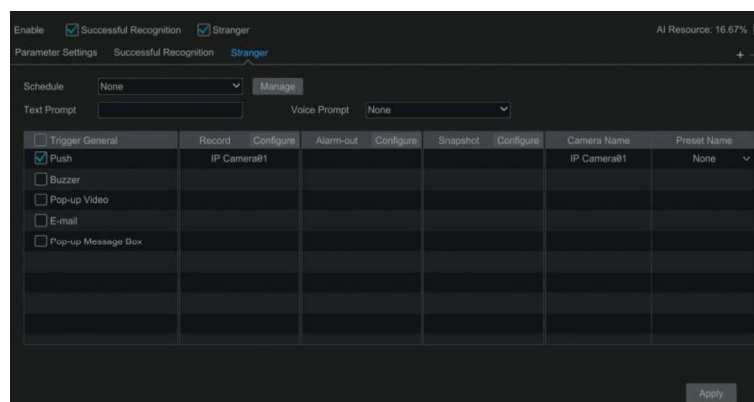 Enable Successful Recognition Stranger AI Resource: 16.67%
Parameter Settings Successful Recognition Stranger
Schedule None Manage
Text Prompt Voice Prompt None
Trigger General Record Configure Alarm-out Configure Snapshot Configure Camera Name Preset Name
Push IP Camera01 IP Camera01 None
Buzzer
Pop-up Video
E-mail
Pop-up Message Box
Apply